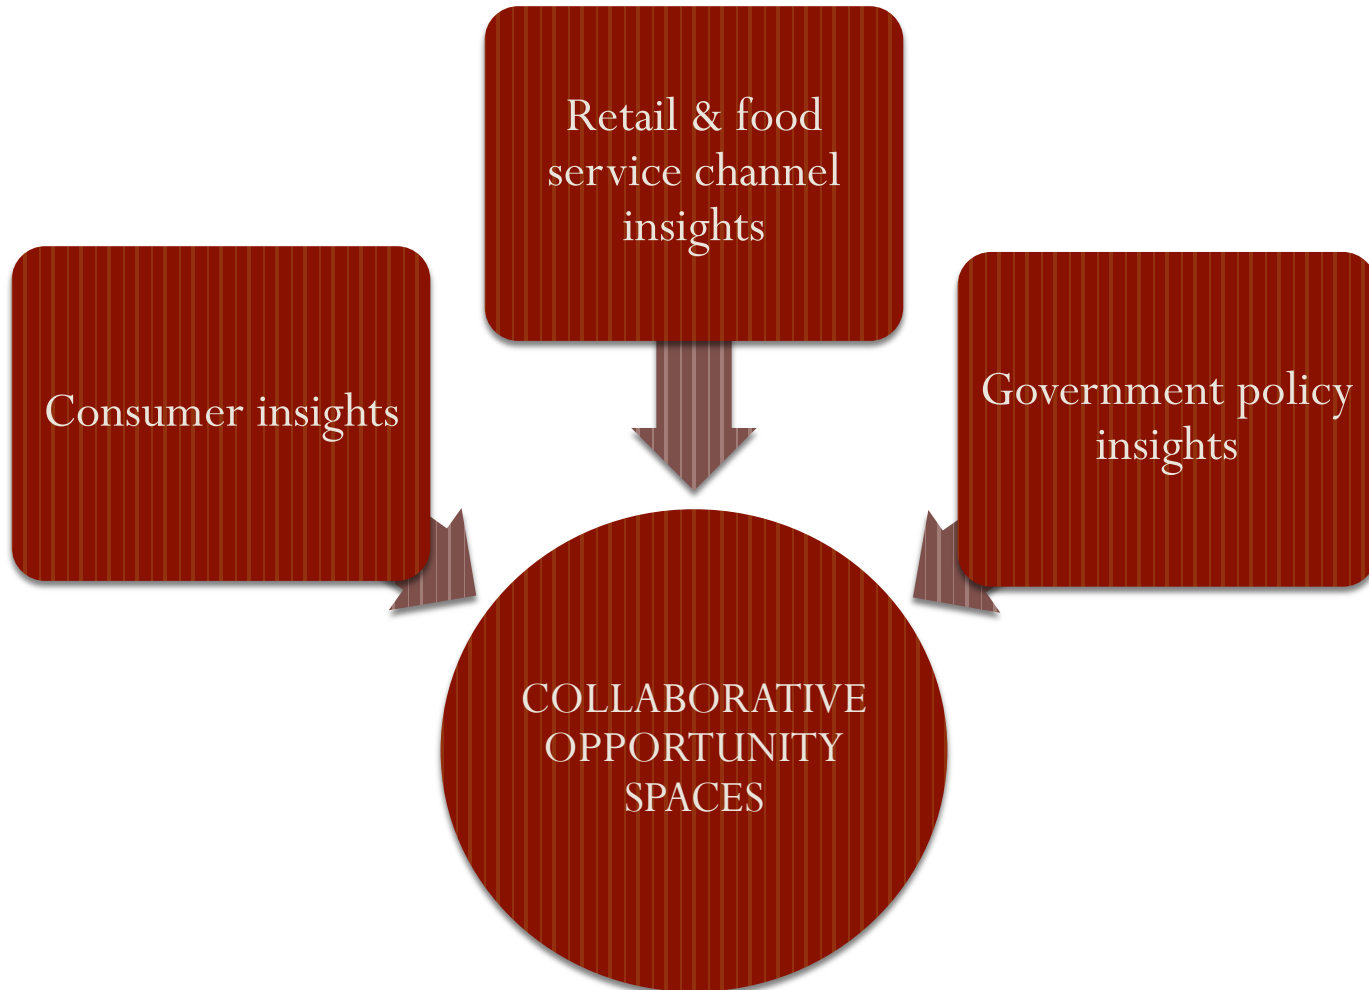 Retail & food
service channel
insights
Consumer insights
Government policy
insights
COLLABORATIVE
OPPORTUNITY
SPACES